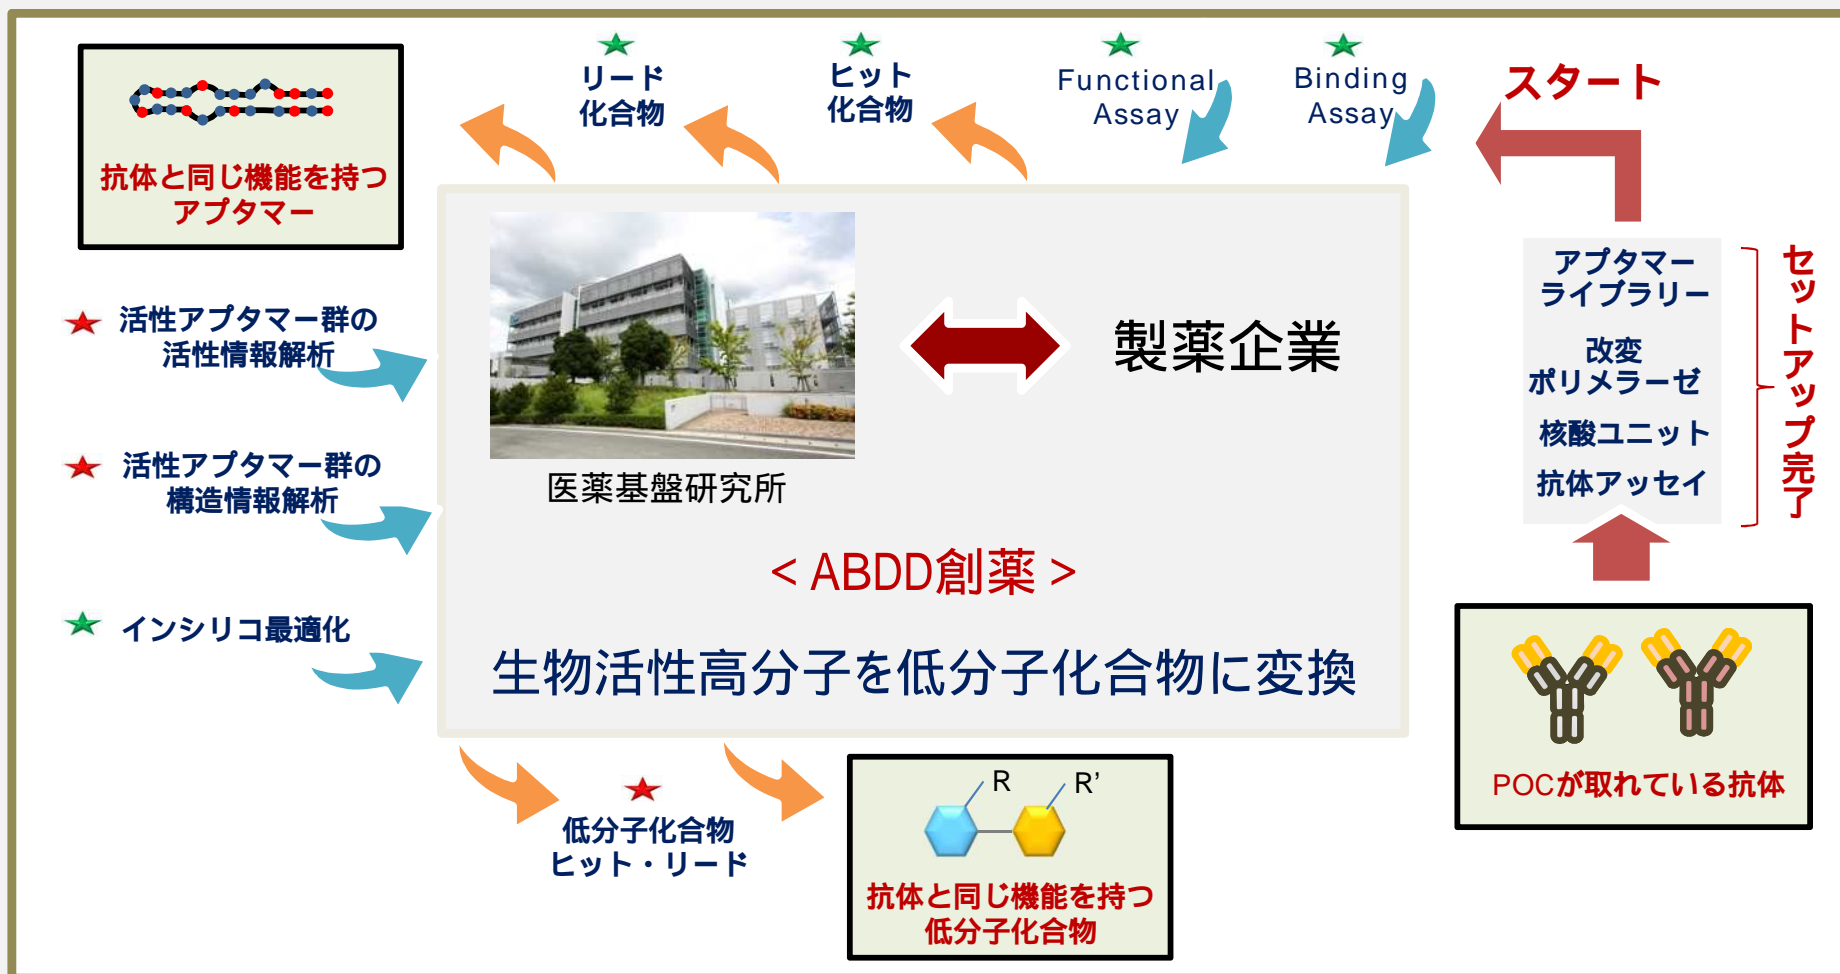 リード
化合物
ヒット
化合物
Functional
Assay
Binding
Assay
スタート
抗体と同じ機能を持つ
アプタマー
アプタマー
ライブラリー
改変
ポリメラーゼ
核酸ユニット
抗体アッセイ
セットアップ完了
活性アプタマー群の
活性情報解析
活性アプタマー群の
構造情報解析
インシリコ最適化
製薬企業
医薬基盤研究所
＜ABDD創薬＞
生物活性高分子を低分子化合物に変換
POCが取れている抗体
低分子化合物
ヒット・リード
R
R’
抗体と同じ機能を持つ
低分子化合物